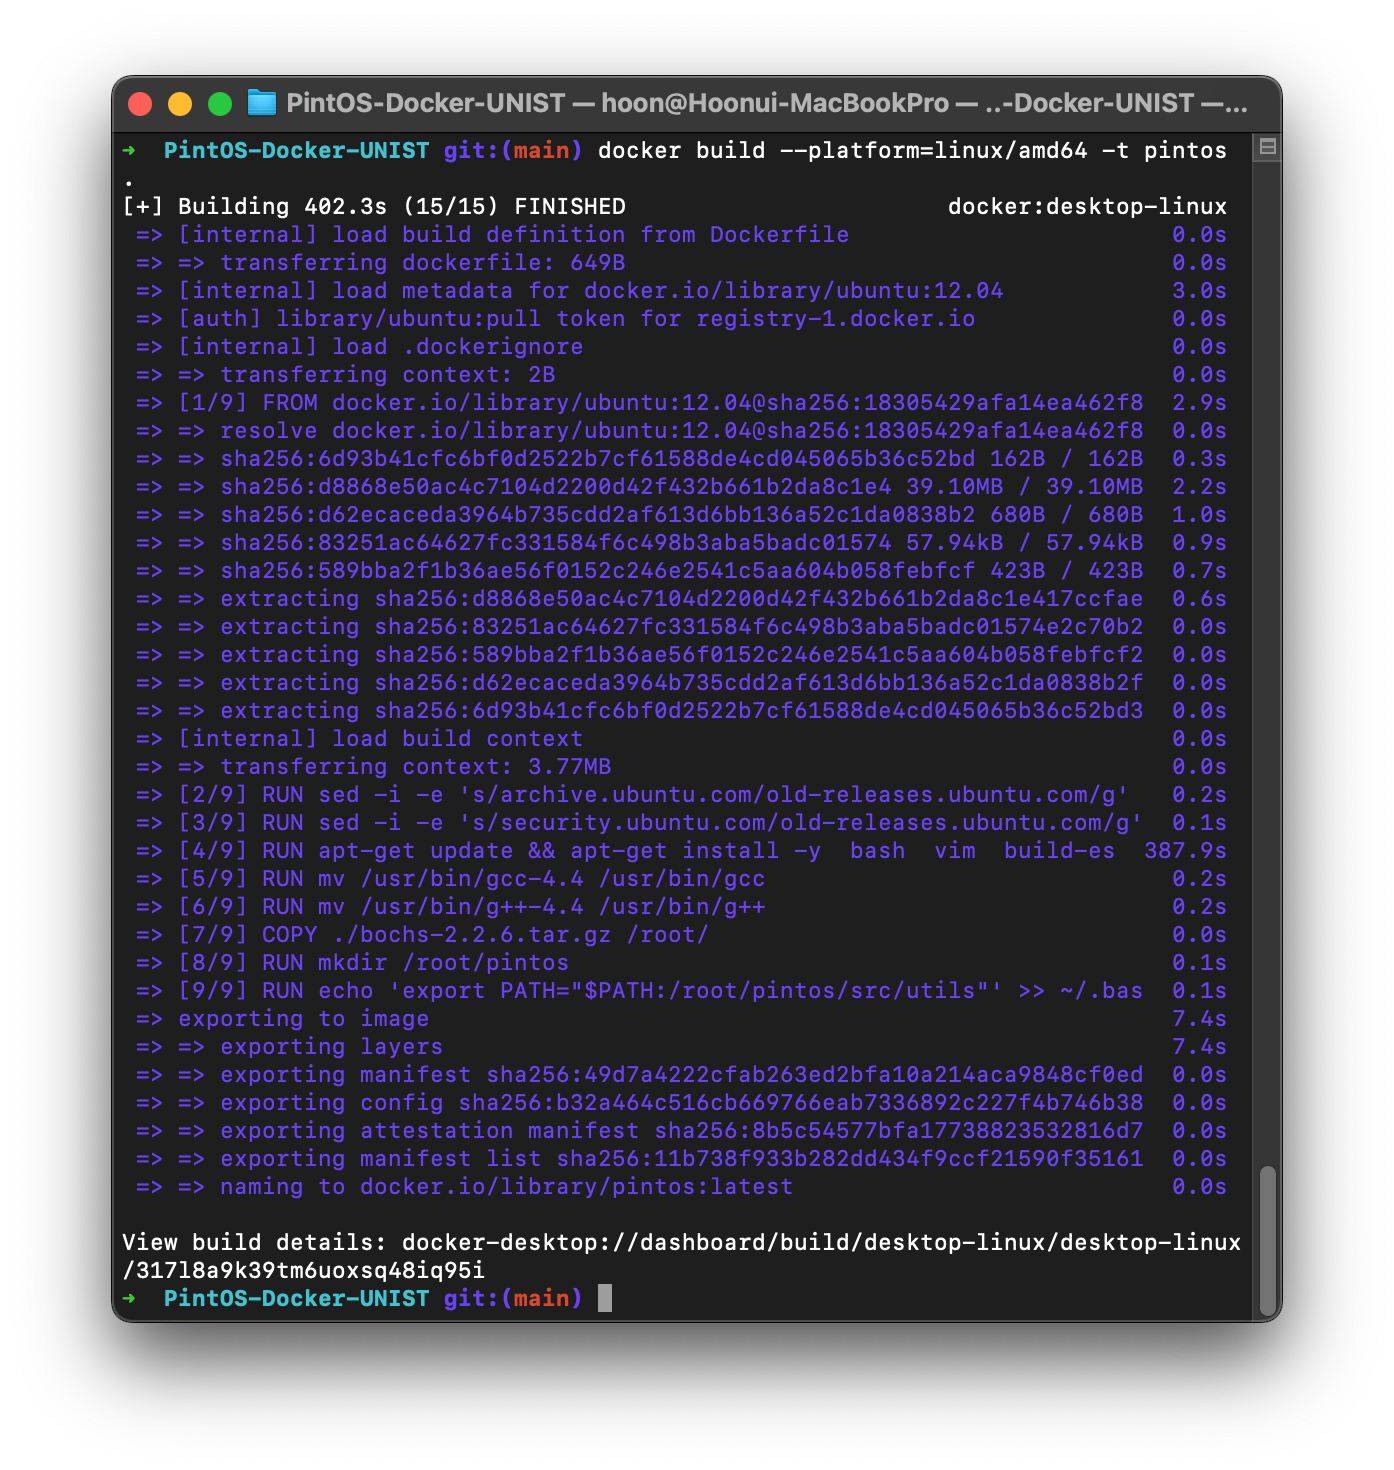 PintOS-Docker-UNIST — hoon@Hoonui-MacBookPro — ..-Docker-UNIST —...
➜  PintOS-Docker-UNIST git:(main) docker build --platform=linux/amd64 -t pintos
.
[+] Building 402.3s (15/15) FINISHED                       docker:desktop-linux
 => [internal] load build definition from Dockerfile                       0.0s
 => => transferring dockerfile: 649B                                       0.0s
 => [internal] load metadata for docker.io/library/ubuntu:12.04            3.0s
 => [auth] library/ubuntu:pull token for registry-1.docker.io              0.0s
 => [internal] load .dockerignore                                          0.0s
 => => transferring context: 2B                                            0.0s
 => [1/9] FROM docker.io/library/ubuntu:12.04@sha256:18305429afa14ea462f8  2.9s
 => => resolve docker.io/library/ubuntu:12.04@sha256:18305429afa14ea462f8  0.0s
 => => sha256:6d93b41cfc6bf0d2522b7cf61588de4cd045065b36c52bd 162B / 162B  0.3s
 => => sha256:d8868e50ac4c7104d2200d42f432b661b2da8c1e4 39.10MB / 39.10MB  2.2s
 => => sha256:d62ecaceda3964b735cdd2af613d6bb136a52c1da0838b2 680B / 680B  1.0s
 => => sha256:83251ac64627fc331584f6c498b3aba5badc01574 57.94kB / 57.94kB  0.9s
 => => sha256:589bba2f1b36ae56f0152c246e2541c5aa604b058febfcf 423B / 423B  0.7s
 => => extracting sha256:d8868e50ac4c7104d2200d42f432b661b2da8c1e417ccfae  0.6s
 => => extracting sha256:83251ac64627fc331584f6c498b3aba5badc01574e2c70b2  0.0s
 => => extracting sha256:589bba2f1b36ae56f0152c246e2541c5aa604b058febfcf2  0.0s
 => => extracting sha256:d62ecaceda3964b735cdd2af613d6bb136a52c1da0838b2f  0.0s
 => => extracting sha256:6d93b41cfc6bf0d2522b7cf61588de4cd045065b36c52bd3  0.0s
 => [internal] load build context                                          0.0s
 => => transferring context: 3.77MB                                        0.0s
 => [2/9] RUN sed -i -e 's/archive.ubuntu.com/old-releases.ubuntu.com/g'   0.2s
 => [3/9] RUN sed -i -e 's/security.ubuntu.com/old-releases.ubuntu.com/g'  0.1s
 => [4/9] RUN apt-get update && apt-get install -y  bash  vim  build-es  387.9s
 => [5/9] RUN mv /usr/bin/gcc-4.4 /usr/bin/gcc                             0.2s
 => [6/9] RUN mv /usr/bin/g++-4.4 /usr/bin/g++                             0.2s
 => [7/9] COPY ./bochs-2.2.6.tar.gz /root/                                 0.0s
 => [8/9] RUN mkdir /root/pintos                                           0.1s
 => [9/9] RUN echo 'export PATH="$PATH:/root/pintos/src/utils"' >> ~/.bas  0.1s
 => exporting to image                                                     7.4s
 => => exporting layers                                                    7.4s
 => => exporting manifest sha256:49d7a4222cfab263ed2bfa10a214aca9848cf0ed  0.0s
 => => exporting config sha256:b32a464c516cb669766eab7336892c227f4b746b38  0.0s
 => => exporting attestation manifest sha256:8b5c54577bfa17738823532816d7  0.0s
 => => exporting manifest list sha256:11b738f933b282dd434f9ccf21590f35161  0.0s
 => => naming to docker.io/library/pintos:latest                           0.0s
View build details: docker-desktop://dashboard/build/desktop-linux/desktop-linux
/317l8a9k39tm6uoxsq48iq95i
➜  PintOS-Docker-UNIST git:(main)